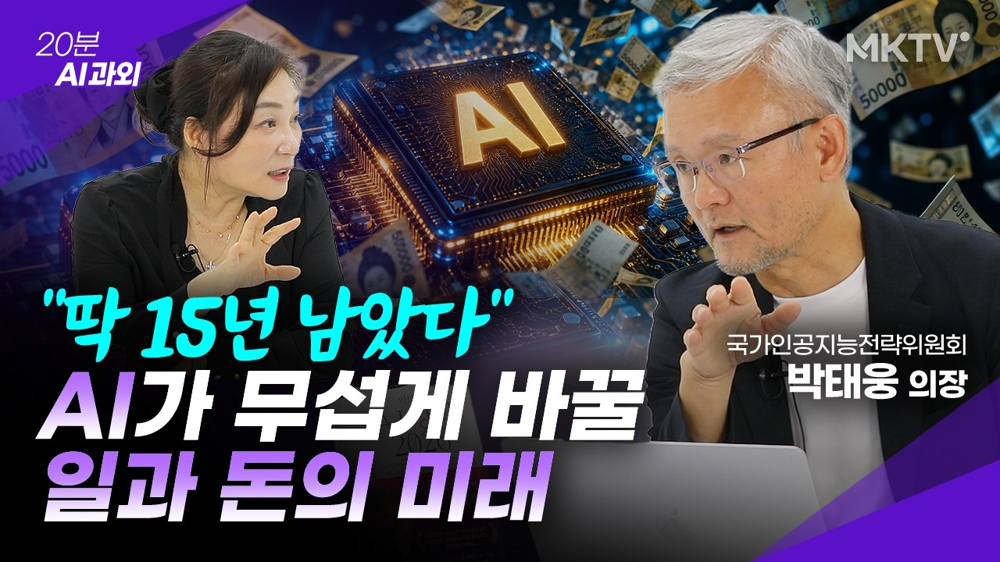 20분
AI과외
MKTV
AI
50000
50000
"딱 15년 남았다"
AI가 무섭게 바꿀
일과 돈의 미래
국가인공지능전략위원회
박태웅 의장